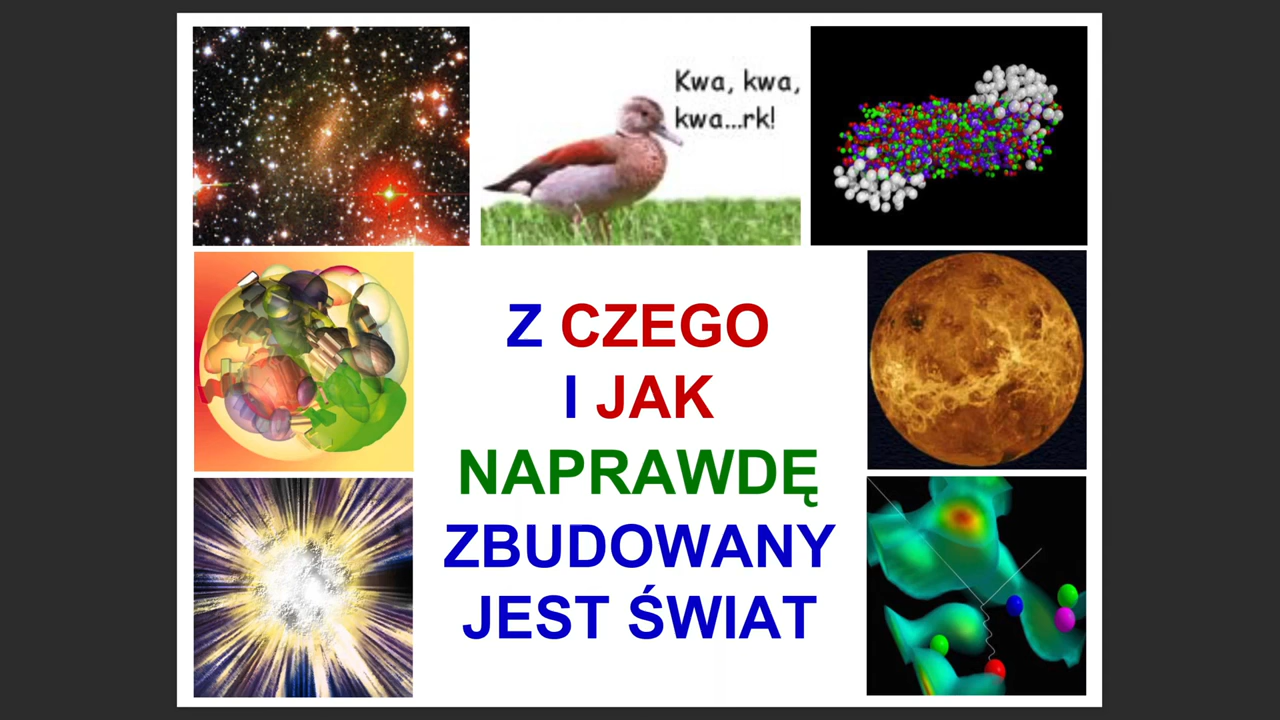 Kwa, kwa,
kwa...rk!
Z CZEGO
I JAK
NAPRAWDĘ
ZBUDOWANY
JEST ŚWIAT